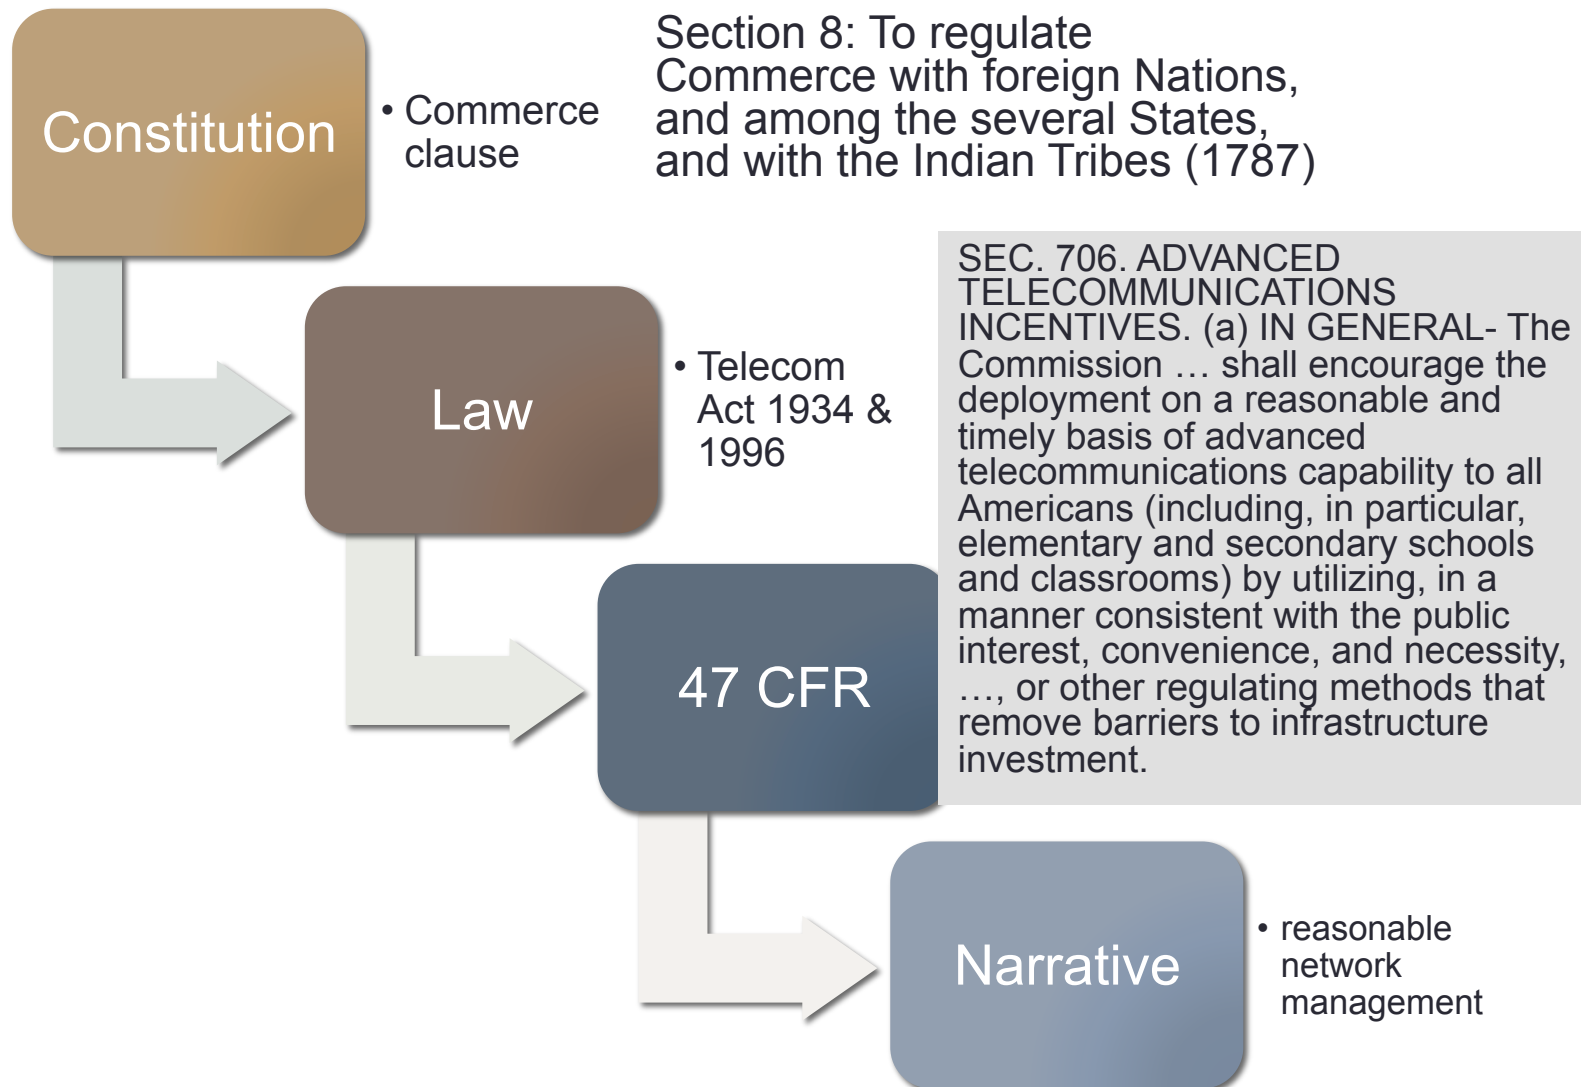 Constitution
• Commerce
clause
Section 8: To regulate
Commerce with foreign Nations,
and among the several States,
and with the Indian Tribes (1787)
Law
• Telecom
Act 1934 &
1996
SEC. 706. ADVANCED
TELECOMMUNICATIONS
INCENTIVES. (a) IN GENERAL- The
Commission … shall encourage the
deployment on a reasonable and
timely basis of advanced
telecommunications capability to all
Americans (including, in particular,
elementary and secondary schools
and classrooms) by utilizing, in a
manner consistent with the public
interest, convenience, and necessity,
…, or other regulating methods that
remove barriers to infrastructure
investment.
47 CFR
Narrative
• reasonable
network
management